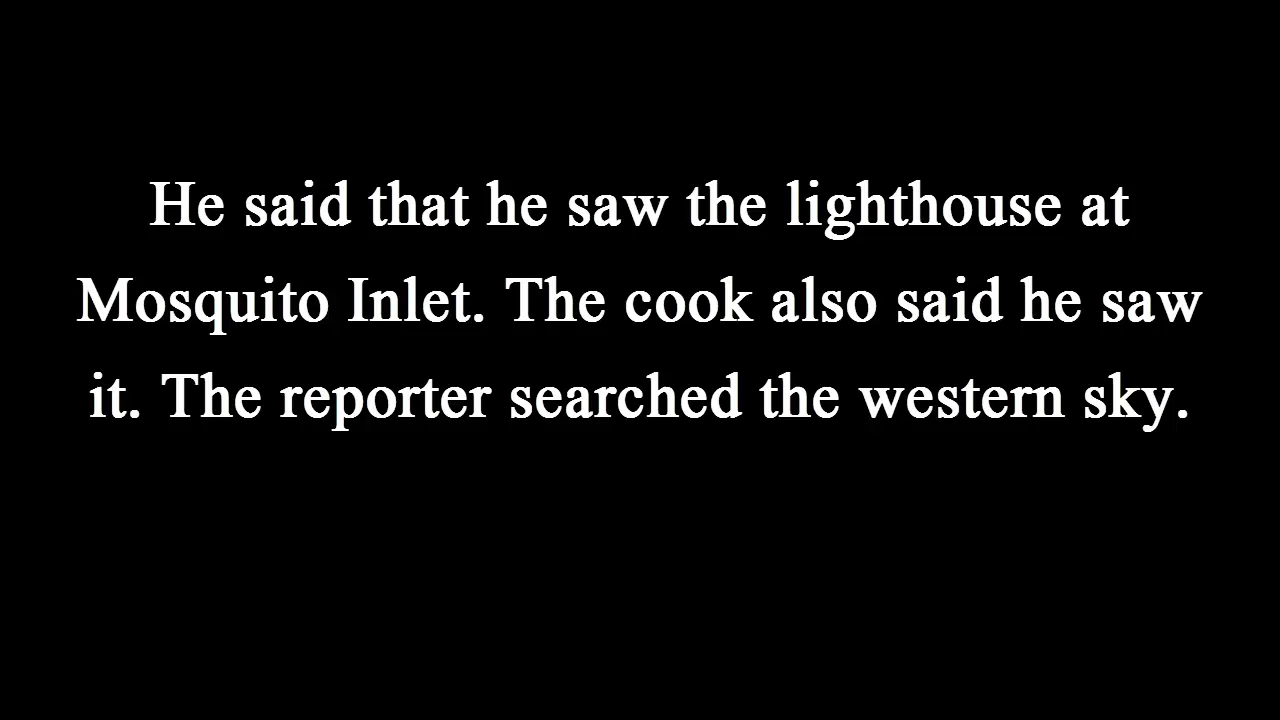 He said that he saw the lighthouse at
Mosquito Inlet. The cook also said he saw
it. The reporter searched the western sky.